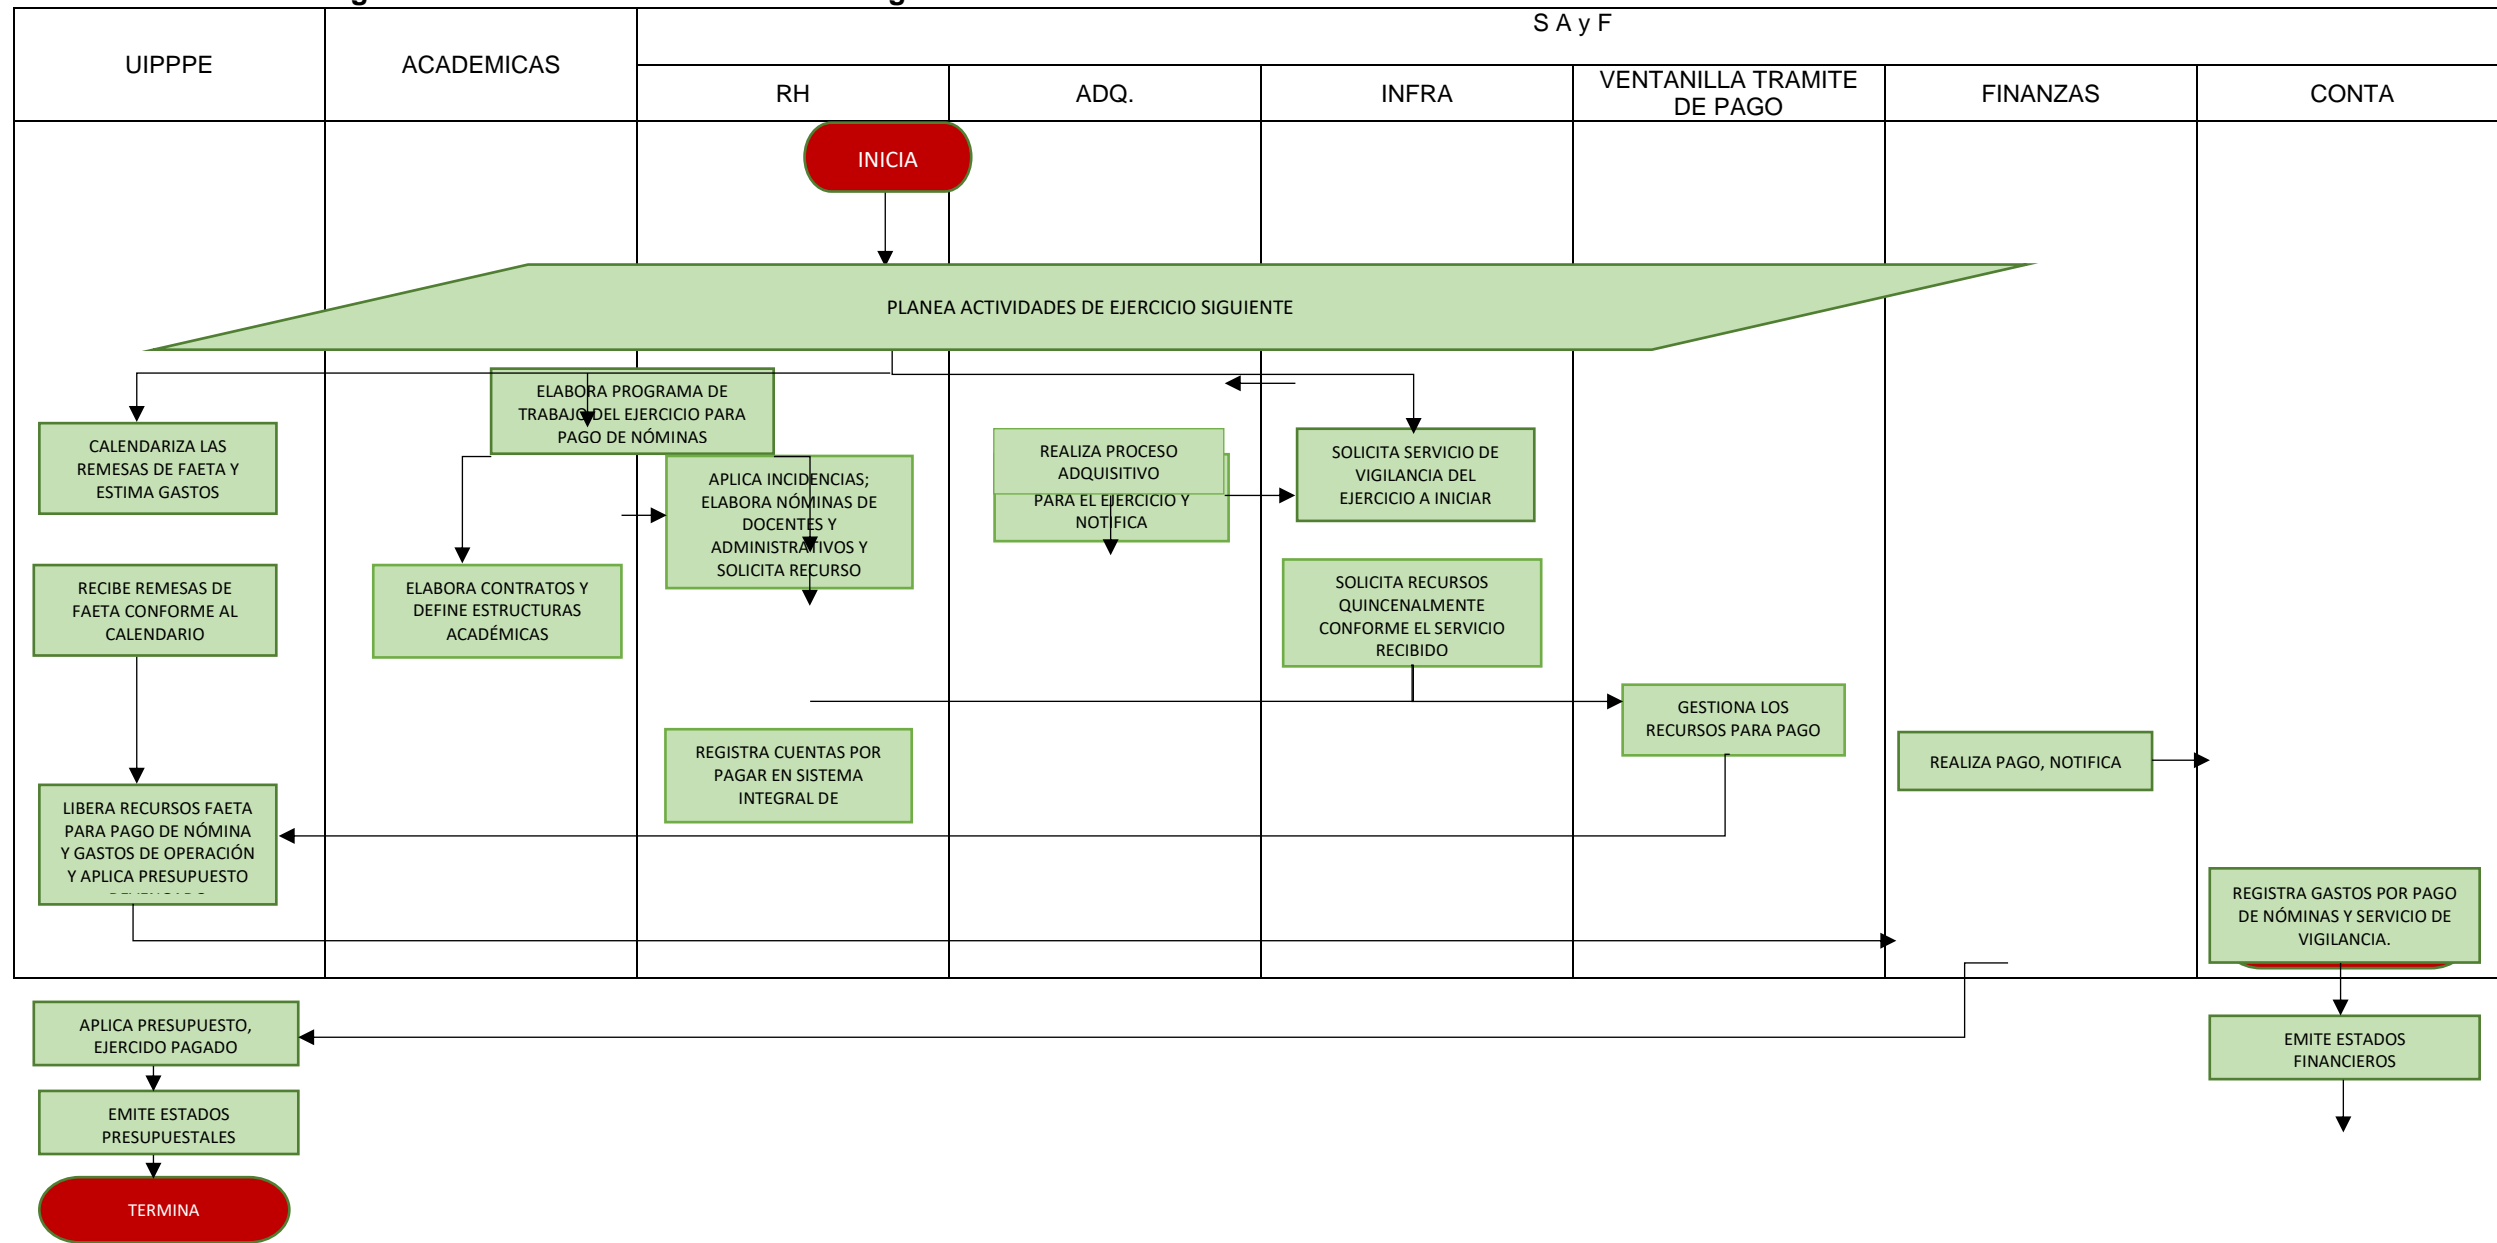 S A y F
UIPPPE
ACADEMICAS
RH
ADQ.
INFRA
VENTANILLA TRAMITE
DE PAGO
FINANZAS
CONTA
INICIA
PLANEA ACTIVIDADES DE EJERCICIO SIGUIENTE
ELABORA PROGRAMA DE
TRABAJO DEL EJERCICIO PARA
PAGO DE NÓMINAS
CALENDARIZA LAS
REMESAS DE FAETA Y
ESTIMA GASTOS
APLICA INCIDENCIAS;
ELABORA NÓMINAS DE
DOCENTES Y
ADMINISTRATIVOS Y
SOLICITA RECURSO
REALIZA PROCESO
ADQUISITIVO
PARA EL EJERCICIO Y
NOTIFICA
SOLICITA SERVICIO DE
VIGILANCIA DEL
EJERCICIO A INICIAR
RECIBE REMESAS DE
FAETA CONFORME AL
CALENDARIO
ELABORA CONTRATOS Y
DEFINE ESTRUCTURAS
ACADÉMICAS
SOLICITA RECURSOS
QUINCENALMENTE
CONFORME EL SERVICIO
RECIBIDO
GESTIONA LOS
RECURSOS PARA PAGO
REGISTRA CUENTAS POR
PAGAR EN SISTEMA
INTEGRAL DE
REALIZA PAGO, NOTIFICA
LIBERA RECURSOS FAETA
PARA PAGO DE NÓMINA
Y GASTOS DE OPERACIÓN
Y APLICA PRESUPUESTO
REGISTRA GASTOS POR PAGO
DE NÓMINAS Y SERVICIO DE
VIGILANCIA.
APLICA PRESUPUESTO,
EJERCIDO PAGADO
EMITE ESTADOS
FINANCIEROS
EMITE ESTADOS
PRESUPUESTALES
TERMINA